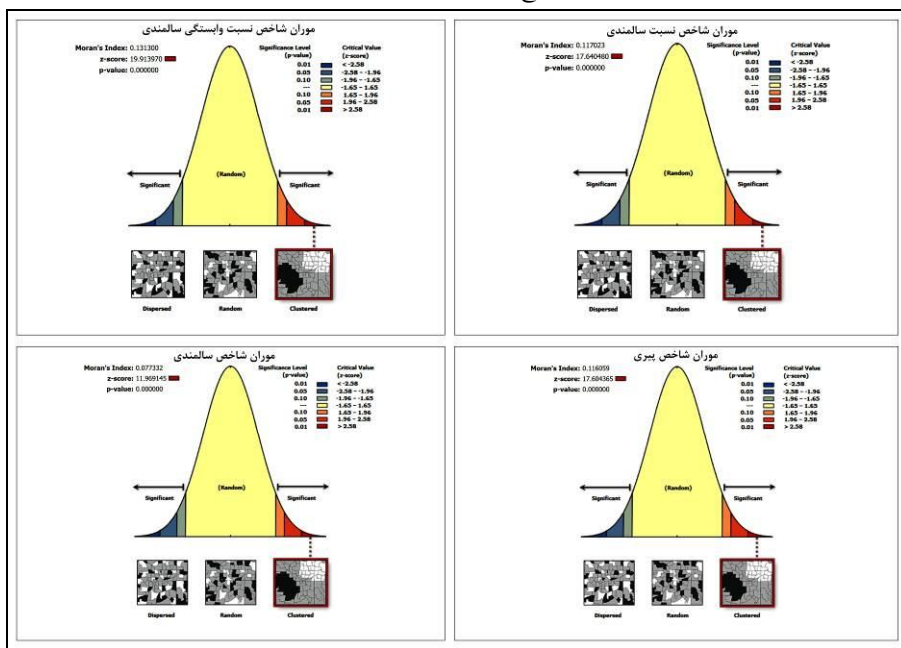 موران شاخص نسبت وابستگی سالمندی
Moran's Index: 0.131300
z-score: 19.913970
p-value: 0.000000
Significance Level (p-value)
Critical Value (z-score)
0.01 < -2.58
0.05 -2.58 – -1.96
0.10 -1.96 – -1.65
--- -1.65 – 1.65
0.10 1.65 – 1.96
0.05 1.96 – 2.58
0.01 > 2.58
(Random)
Significant
Significant
Dispersed
Random
Clustered
موران شاخص نسبت سالمندی
Moran's Index: 0.117023
z-score: 17.640480
p-value: 0.000000
Significance Level (p-value)
Critical Value (z-score)
0.01 < -2.58
0.05 -2.58 – -1.96
0.10 -1.96 – -1.65
--- -1.65 – 1.65
0.10 1.65 – 1.96
0.05 1.96 – 2.58
0.01 > 2.58
(Random)
Significant
Significant
Dispersed
Random
Clustered
موران شاخص سالمندی
Moran's Index: 0.077332
z-score: 11.969145
p-value: 0.000000
Significance Level (p-value)
Critical Value (z-score)
0.01 < -2.58
0.05 -2.58 – -1.96
0.10 -1.96 – -1.65
--- -1.65 – 1.65
0.10 1.65 – 1.96
0.05 1.96 – 2.58
0.01 > 2.58
(Random)
Significant
Significant
Dispersed
Random
Clustered
موران شاخص پیری
Moran's Index: 0.116059
z-score: 17.604365
p-value: 0.000000
Significance Level (p-value)
Critical Value (z-score)
0.01 < -2.58
0.05 -2.58 – -1.96
0.10 -1.96 – -1.65
--- -1.65 – 1.65
0.10 1.65 – 1.96
0.05 1.96 – 2.58
0.01 > 2.58
(Random)
Significant
Significant
Dispersed
Random
Clustered